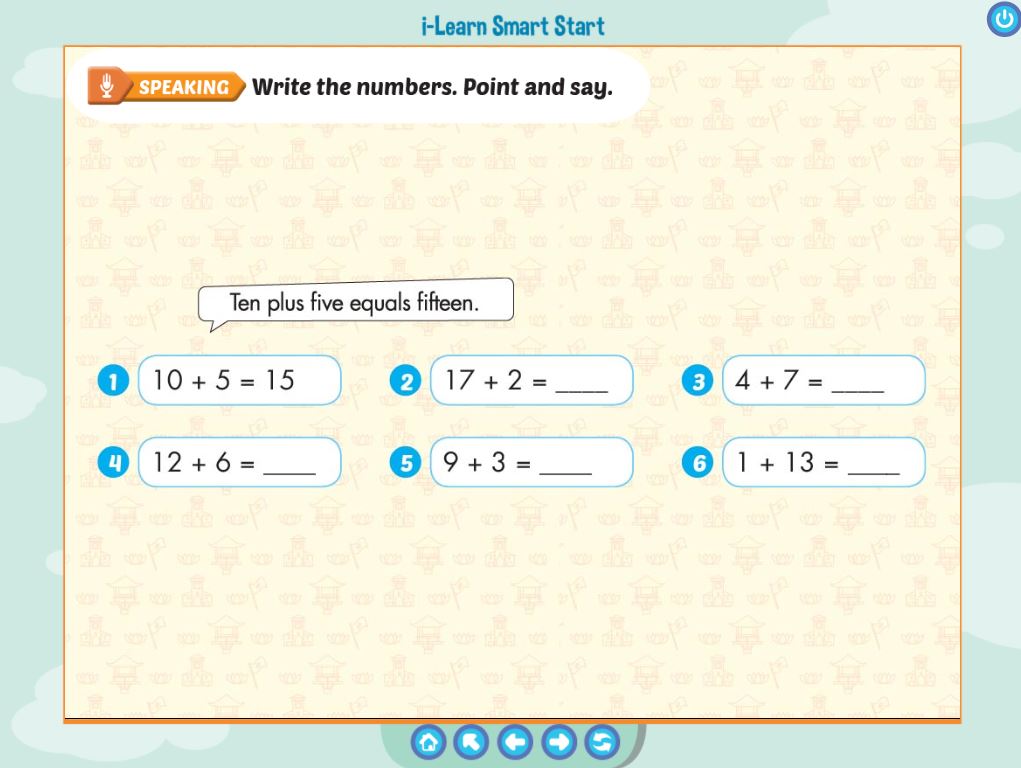 i-Learn Smart Start
SPEAKING Write the numbers. Point and say.
Ten plus five equals fifteen.
1 10 + 5 = 15
2 17 + 2 = ____
3 4 + 7 = ____
4 12 + 6 = ____
5 9 + 3 = ____
6 1 + 13 = ____